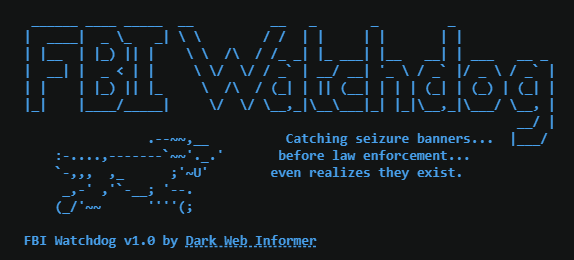 FBI Watchdog
Catching seizure banners...
before law enforcement...
even realizes they exist.
FBI Watchdog v1.0 by Dark Web Informer